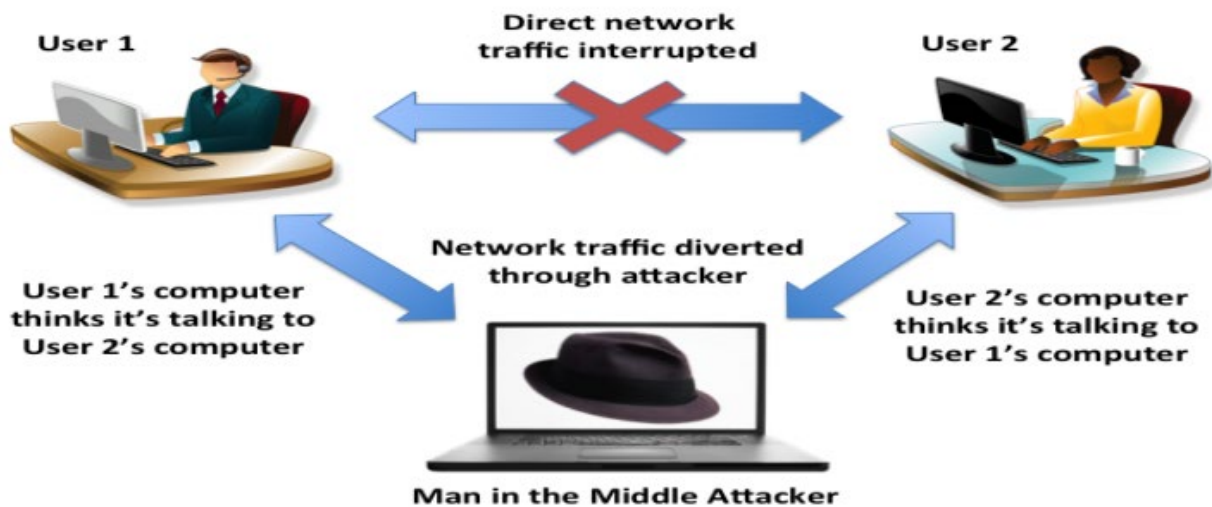 User 1
Direct network
traffic interrupted
User 2
Network traffic diverted
through attacker
User 1’s computer
thinks it’s talking to
User 2’s computer
User 2’s computer
thinks it’s talking to
User 1’s computer
Man in the Middle Attacker